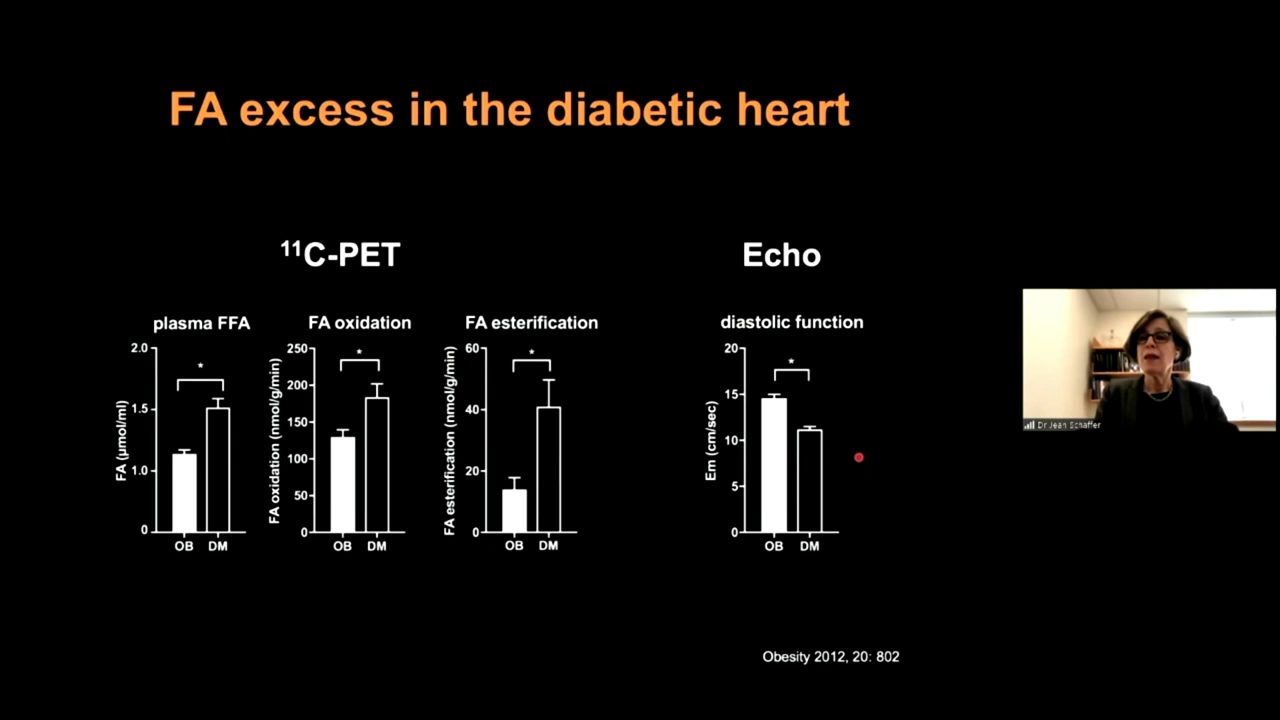 FA excess in the diabetic heart
¹¹C-PET
Echo
plasma FFA
FA (µmol/ml)
2.0
1.5
1.0
0
*
OB DM
FA oxidation
FA oxidation (nmol/g/min)
250
200
150
100
50
0
*
OB DM
FA esterification
FA esterification (nmol/g/min)
60
40
20
0
*
OB DM
diastolic function
Em (cm/sec)
20
15
10
5
0
*
OB DM
Dr Jean Schaffer
Obesity 2012, 20: 802